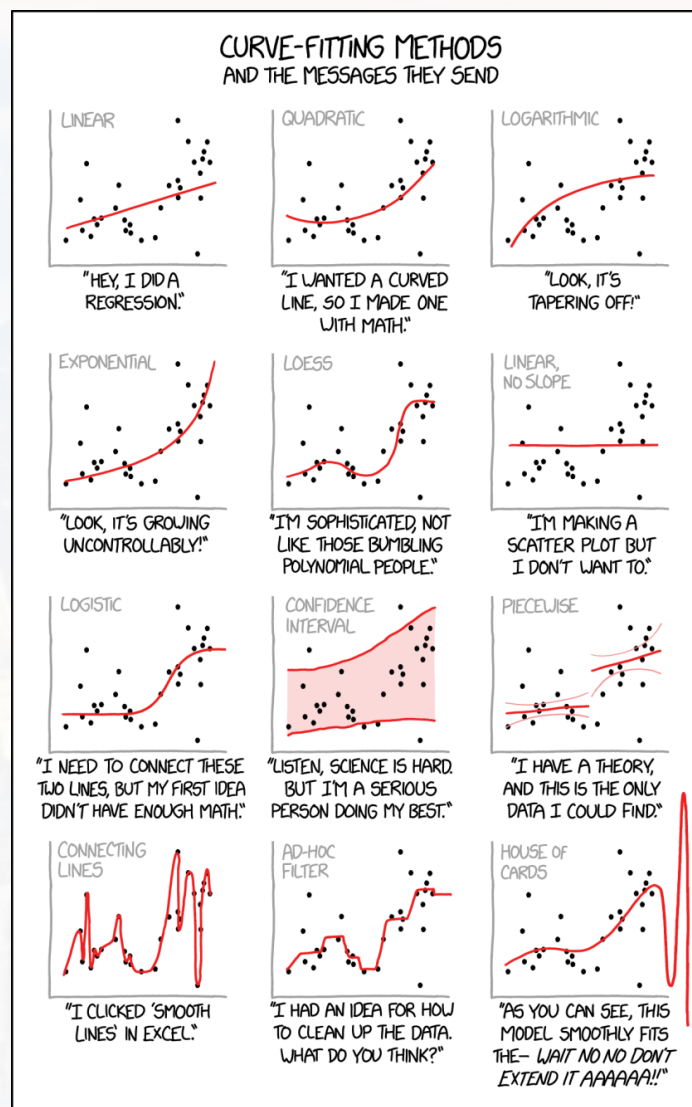 CURVE-FITTING METHODS
AND THE MESSAGES THEY SEND
LINEAR
"HEY, I DID A
REGRESSION."
QUADRATIC
"I WANTED A CURVED
LINE, SO I MADE ONE
WITH MATH."
LOGARITHMIC
"LOOK, IT'S
TAPERING OFF!"
EXPONENTIAL
"LOOK, IT'S GROWING
UNCONTROLLABLY!"
LOESS
"I'M SOPHISTICATED, NOT
LIKE THOSE BUMBLING
POLYNOMIAL PEOPLE."
LINEAR,
NO SLOPE
"I'M MAKING A
SCATTER PLOT BUT
I DON'T WANT TO."
LOGISTIC
"I NEED TO CONNECT THESE
TWO LINES, BUT MY FIRST IDEA
DIDN'T HAVE ENOUGH MATH."
CONFIDENCE
INTERVAL
"LISTEN, SCIENCE IS HARD.
BUT I'M A SERIOUS
PERSON DOING MY BEST."
PIECEWISE
"I HAVE A THEORY,
AND THIS IS THE ONLY
DATA I COULD FIND."
CONNECTING
LINES
"I CLICKED 'SMOOTH
LINES' IN EXCEL."
AD-HOC
FILTER
"I HAD AN IDEA FOR HOW
TO CLEAN UP THE DATA.
WHAT DO YOU THINK?"
HOUSE OF
CARDS
"AS YOU CAN SEE, THIS
MODEL SMOOTHLY FITS
THE- WAIT NO NO DON'T
EXTEND IT AAAAAA!!"